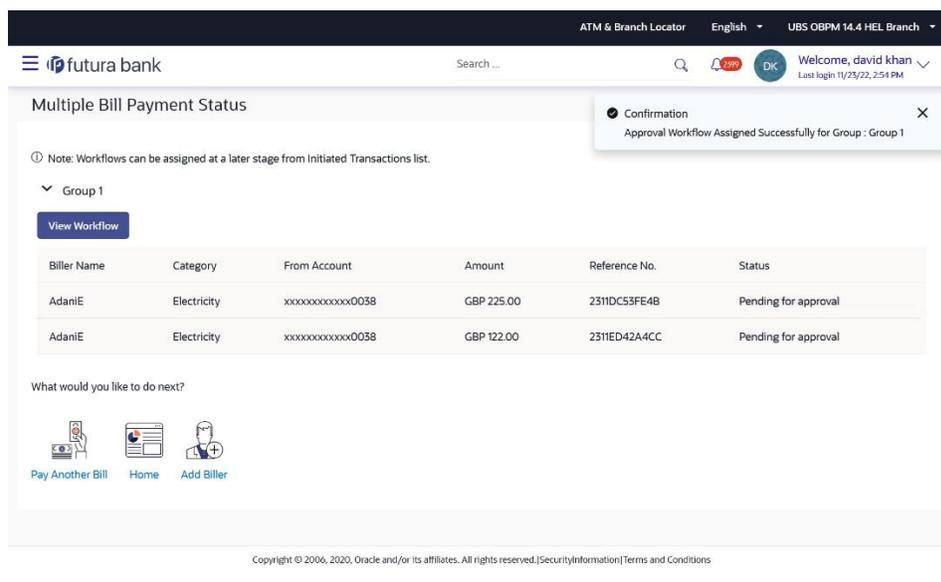 ATM & Branch Locator English UBS OBPM 14.4 HEL Branch
futura bank Search ... 2599 DK Welcome, david khan
Last login 11/23/22, 2:54 PM
Multiple Bill Payment Status
Confirmation
Approval Workflow Assigned Successfully for Group : Group 1
Note: Workflows can be assigned at a later stage from Initiated Transactions list.
Group 1
View Workflow
Biller Name Category From Account Amount Reference No. Status
AdaniE Electricity xxxxxxxxxxxx0038 GBP 225.00 2311DC53FE4B Pending for approval
AdaniE Electricity xxxxxxxxxxxx0038 GBP 122.00 2311ED42A4CC Pending for approval
What would you like to do next?
Pay Another Bill Home Add Biller
Copyright © 2006, 2020, Oracle and/or its affiliates. All rights reserved.|SecurityInformation|Terms and Conditions